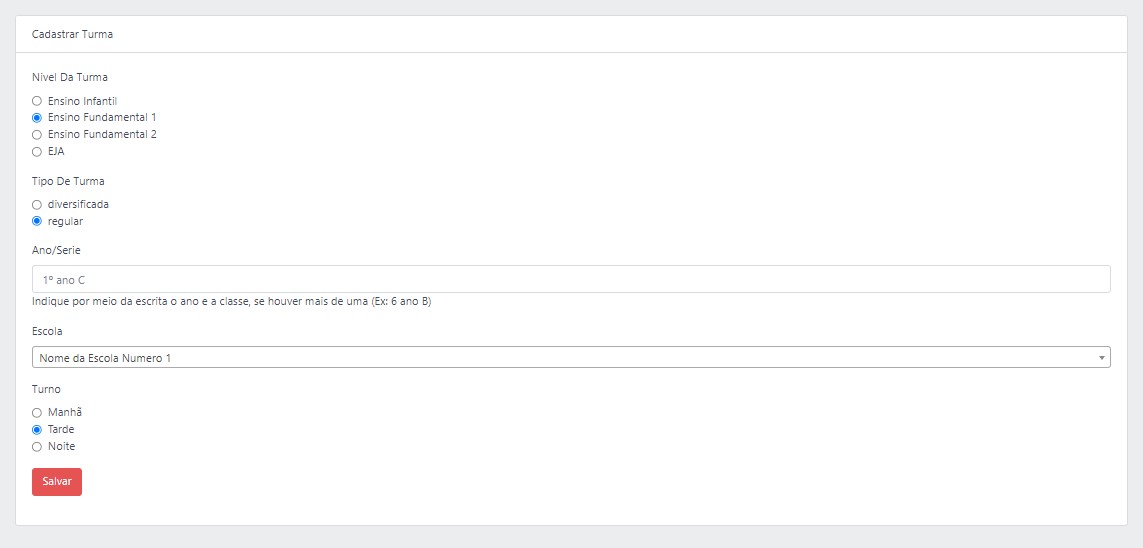 Cadastrar Turma
Nível Da Turma
Ensino Infantil
Ensino Fundamental 1
Ensino Fundamental 2
EJA
Tipo De Turma
diversificada
regular
Ano/Serie
1º ano C
Indique por meio da escrita o ano e a classe, se houver mais de uma (Ex: 6 ano B)
Escola
Nome da Escola Numero 1
Turno
Manhã
Tarde
Noite
Salvar